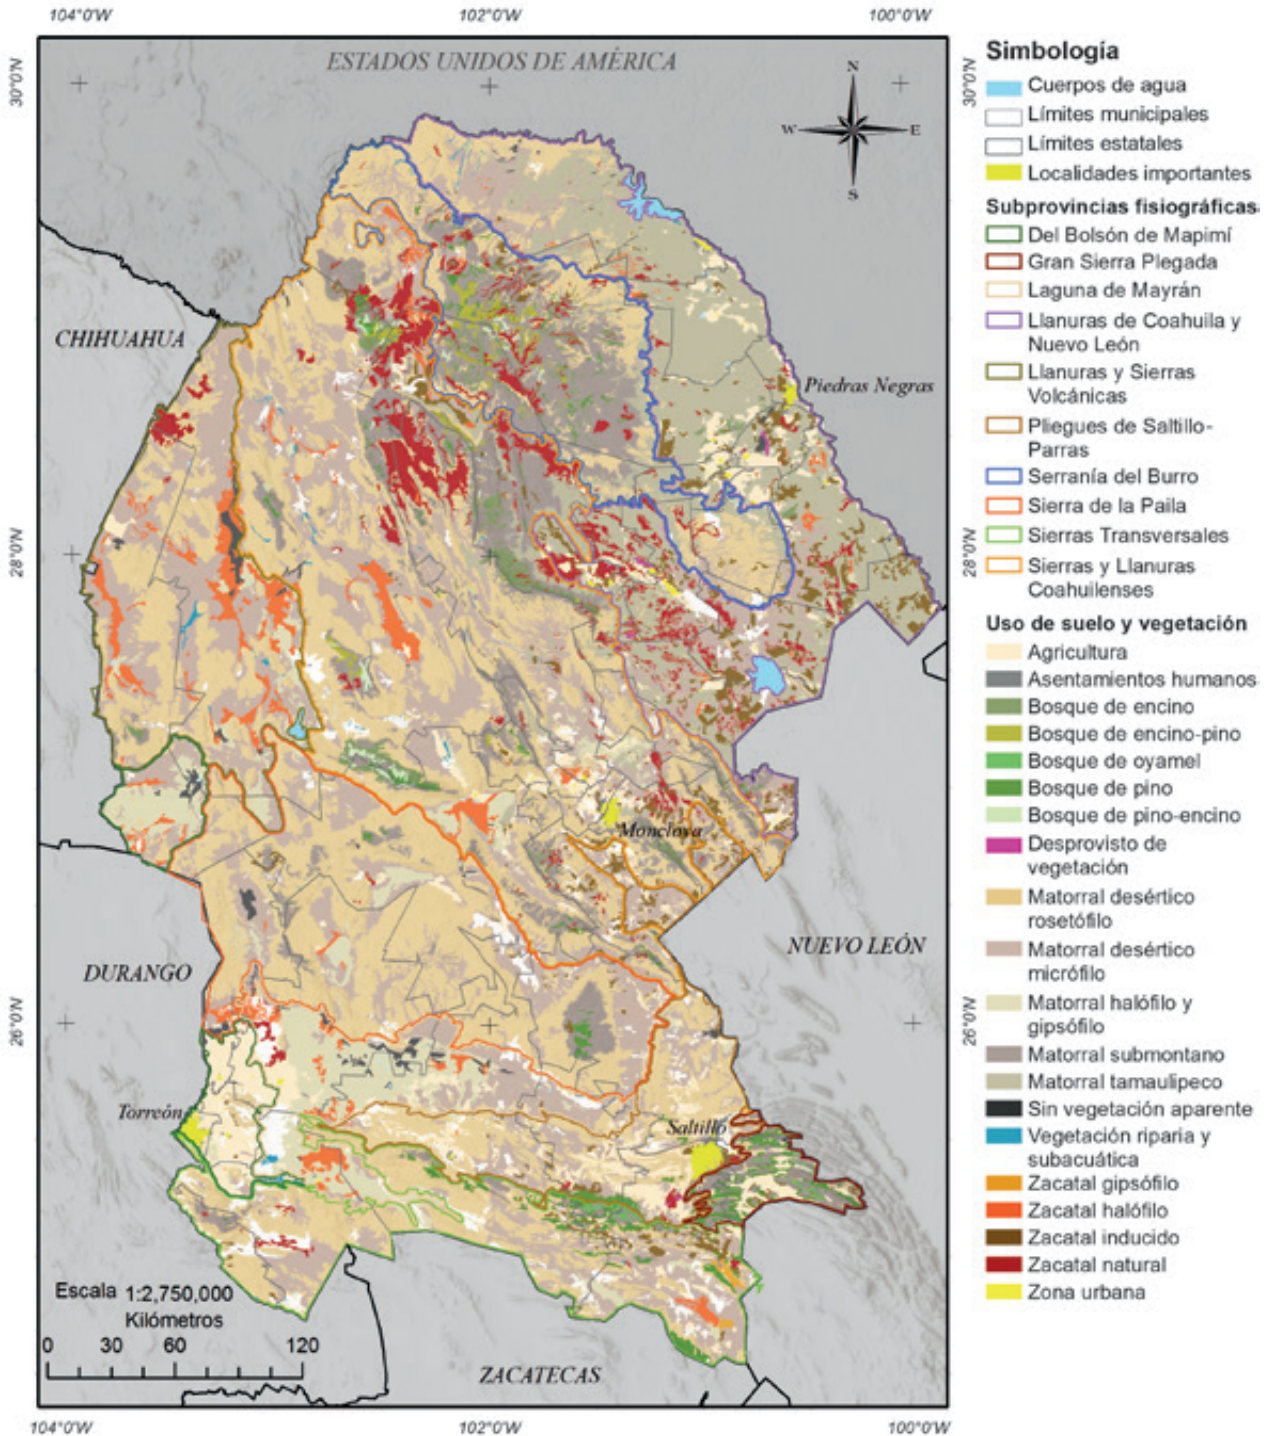 104°0'W 102°0'W 100°0'W
30°0'N
28°0'N
26°0'N
30°0'N
28°0'N
26°0'N
ESTADOS UNIDOS DE AMÉRICA
N
W E
S
CHIHUAHUA
Piedras Negras
Monclova
DURANGO
NUEVO LEÓN
Torreón
Saltillo
ZACATECAS
Escala 1:2,750,000
Kilómetros
0 30 60 120
104°0'W 102°0'W 100°0'W
Simbología
Cuerpos de agua
Límites municipales
Límites estatales
Localidades importantes
Subprovincias fisiográficas
Del Bolsón de Mapimí
Gran Sierra Plegada
Laguna de Mayrán
Llanuras de Coahuila y
Nuevo León
Llanuras y Sierras
Volcánicas
Pliegues de Saltillo-
Parras
Serranía del Burro
Sierra de la Paila
Sierras Transversales
Sierras y Llanuras
Coahuilenses
Uso de suelo y vegetación
Agricultura
Asentamientos humanos
Bosque de encino
Bosque de encino-pino
Bosque de oyamel
Bosque de pino
Bosque de pino-encino
Desprovisto de
vegetación
Matorral desértico
rosetófilo
Matorral desértico
micrófilo
Matorral halófilo y
gipsófilo
Matorral submontano
Matorral tamaulipeco
Sin vegetación aparente
Vegetación riparia y
subacuática
Zacatal gipsófilo
Zacatal halófilo
Zacatal inducido
Zacatal natural
Zona urbana